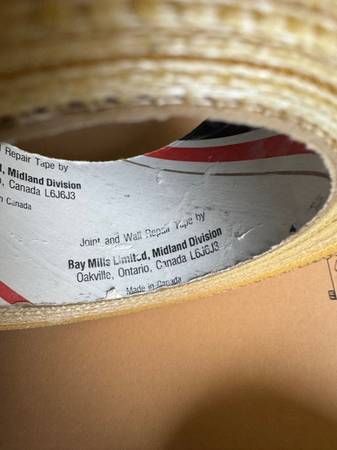 Repair Tape by
Midland Division
Canada L6J6J3
in Canada
Joint and Wall Repair Tape by
Bay Mills Limited, Midland Division
Oakville, Ontario, Canada L6J6J3
Made in Canada